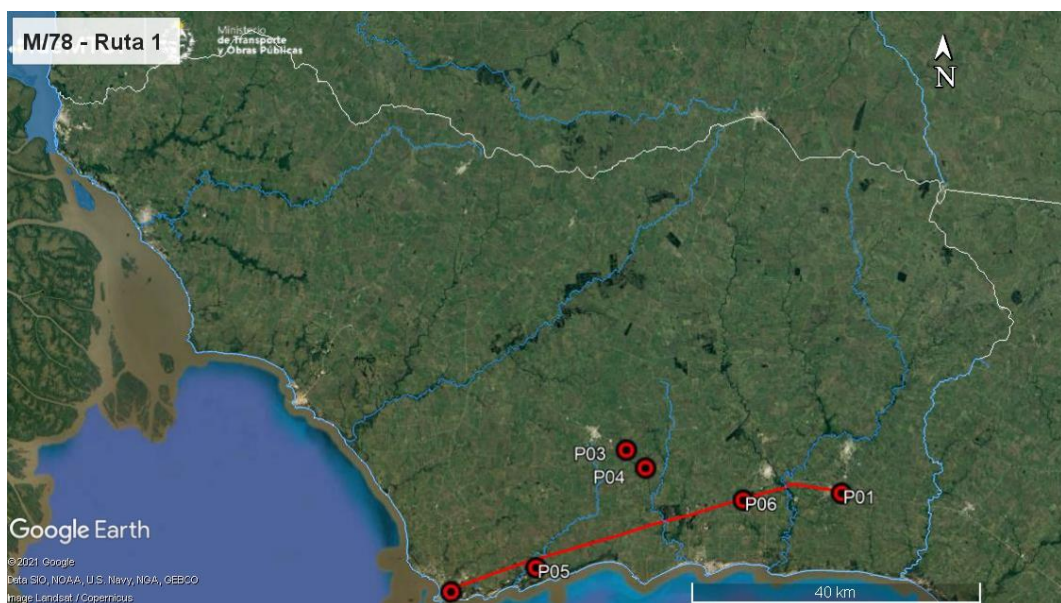 M/78 - Ruta 1
Ministerio
de Transporte
y Obras Públicas
N
P03
P04
P06
P01
P05
Google Earth
©2021 Google
Data SIO, NOAA, U.S. Navy, NGA, GEBCO
Image Landsat / Copernicus
40 km